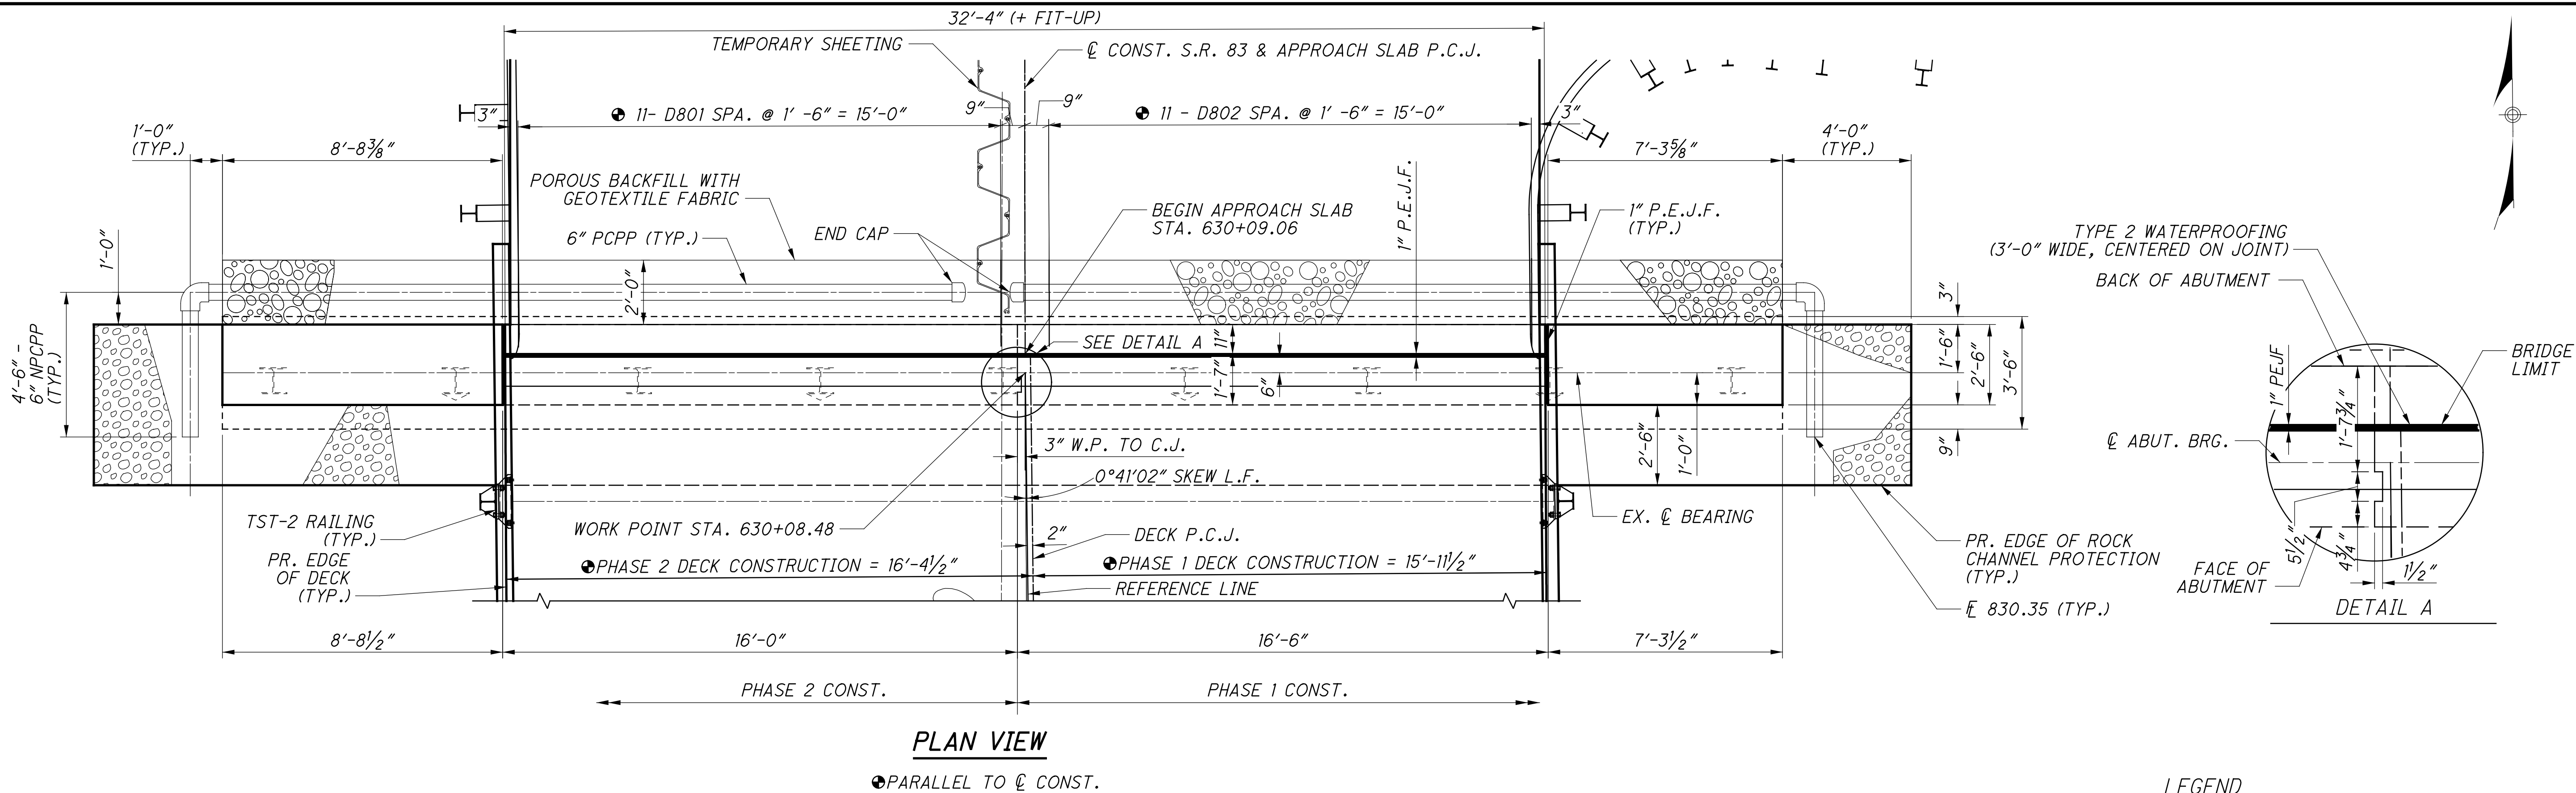 32'-4" (+ FIT-UP)
TEMPORARY SHEETING
℄ CONST. S.R. 83 & APPROACH SLAB P.C.J.
3"
11- D801 SPA. @ 1' -6" = 15'-0"
9"
9"
11 - D802 SPA. @ 1' -6" = 15'-0"
3"
1'-0"
(TYP.)
8'-8⅜"
7'-3⅝"
4'-0"
(TYP.)
POROUS BACKFILL WITH
GEOTEXTILE FABRIC
6" PCPP (TYP.)
END CAP
BEGIN APPROACH SLAB
STA. 630+09.06
1" P.E.J.F.
1" P.E.J.F.
(TYP.)
1'-0"
2'-0"
4'-6" -
6" NPCPP
(TYP.)
SEE DETAIL A
11"
1'-7"
6"
3"
1'-6"
2'-6"
3'-6"
9"
2'-6"
1'-0"
3" W.P. TO C.J.
0°41'02" SKEW L.F.
TST-2 RAILING
(TYP.)
WORK POINT STA. 630+08.48
2"
DECK P.C.J.
EX. ℄ BEARING
PR. EDGE
OF DECK
(TYP.)
PHASE 2 DECK CONSTRUCTION = 16'-4½"
PHASE 1 DECK CONSTRUCTION = 15'-11½"
REFERENCE LINE
PR. EDGE OF ROCK
CHANNEL PROTECTION
(TYP.)
830.35 (TYP.)
8'-8½"
16'-0"
16'-6"
7'-3½"
PHASE 2 CONST.
PHASE 1 CONST.
PLAN VIEW
PARALLEL TO ℄ CONST.
TYPE 2 WATERPROOFING
(3'-0" WIDE, CENTERED ON JOINT)
BACK OF ABUTMENT
BRIDGE
LIMIT
1" PEJF
1'-7¾"
℄ ABUT. BRG.
5½"
4¾"
1½"
FACE OF
ABUTMENT
DETAIL A
LEGEND